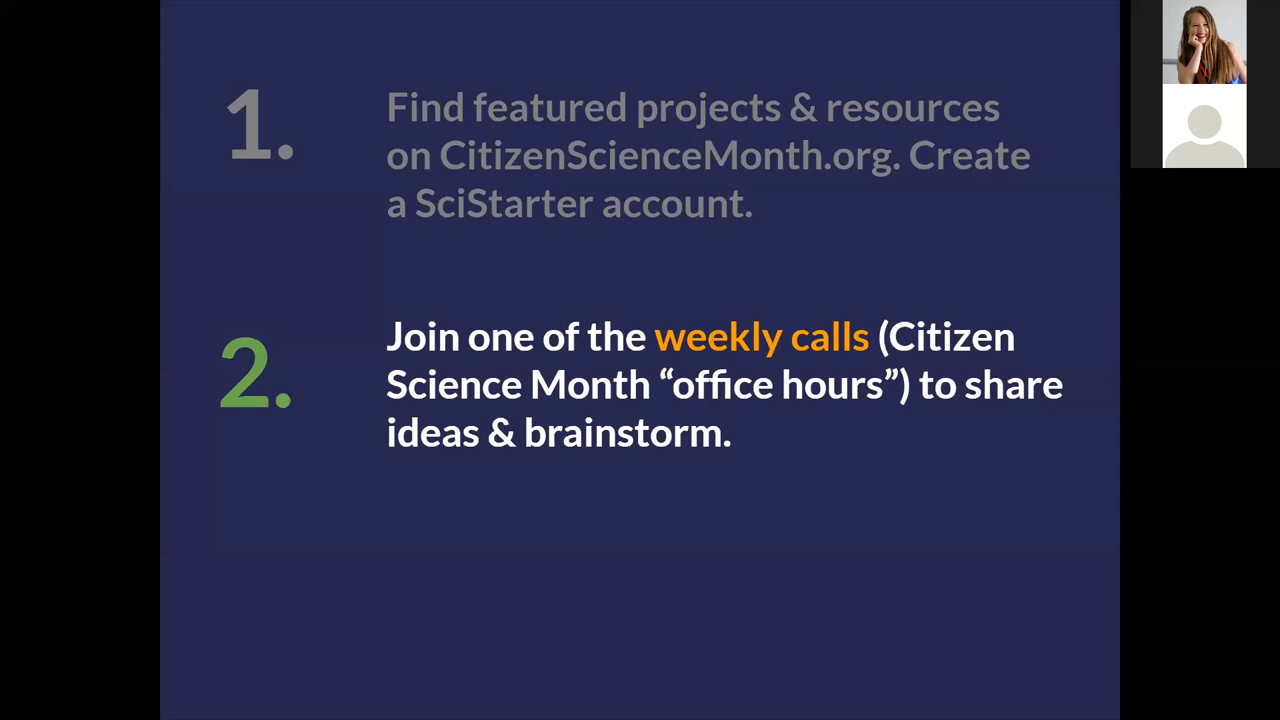 1.
Find featured projects & resources
on CitizenScienceMonth.org. Create
a SciStarter account.
2.
Join one of the weekly calls (Citizen
Science Month “office hours”) to share
ideas & brainstorm.